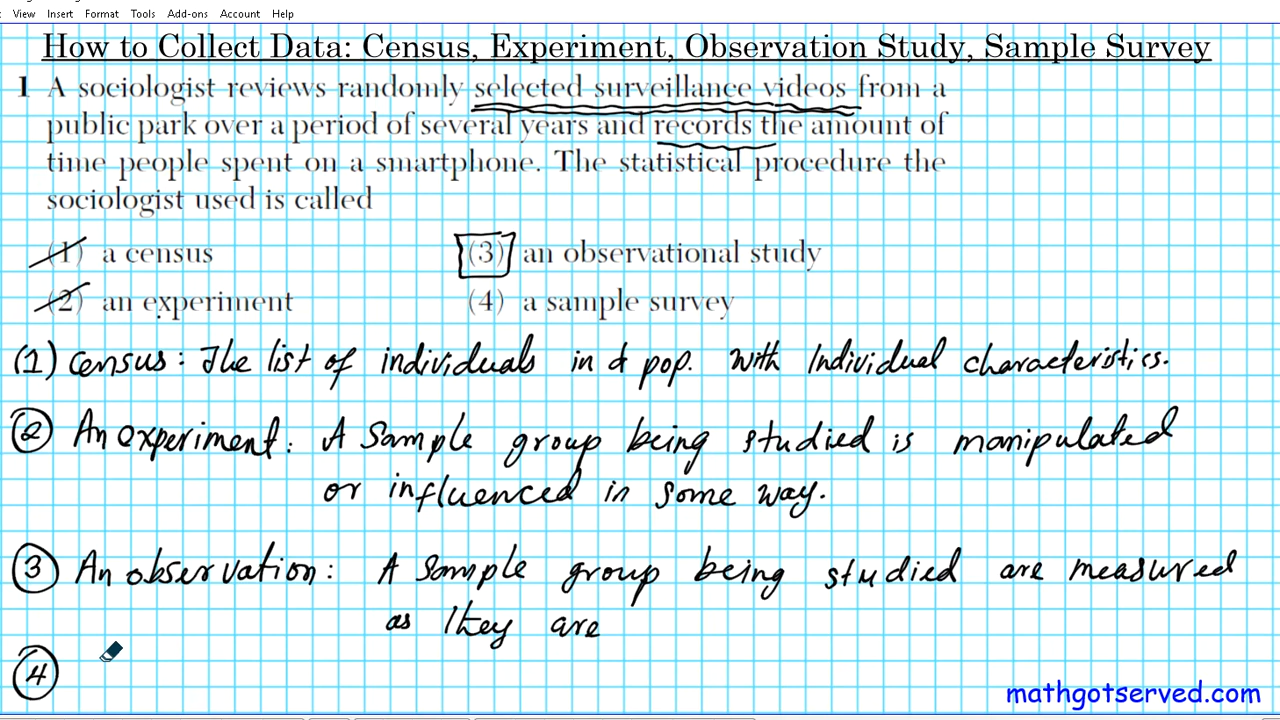 View Insert Format Tools Add-ons Account Help
How to Collect Data: Census, Experiment, Observation Study, Sample Survey
1 A sociologist reviews randomly selected surveillance videos from a
public park over a period of several years and records the amount of
time people spent on a smartphone. The statistical procedure the
sociologist used is called
(1) a census
(3) an observational study
(2) an experiment
(4) a sample survey
(1) Census: The list of individuals in a pop. with Individual characteristics.
2 An experiment: A Sample group being studied is manipulated
or influenced in some way.
3 An observation: A Sample group being studied are measured
as They are
4
mathgotserved.com